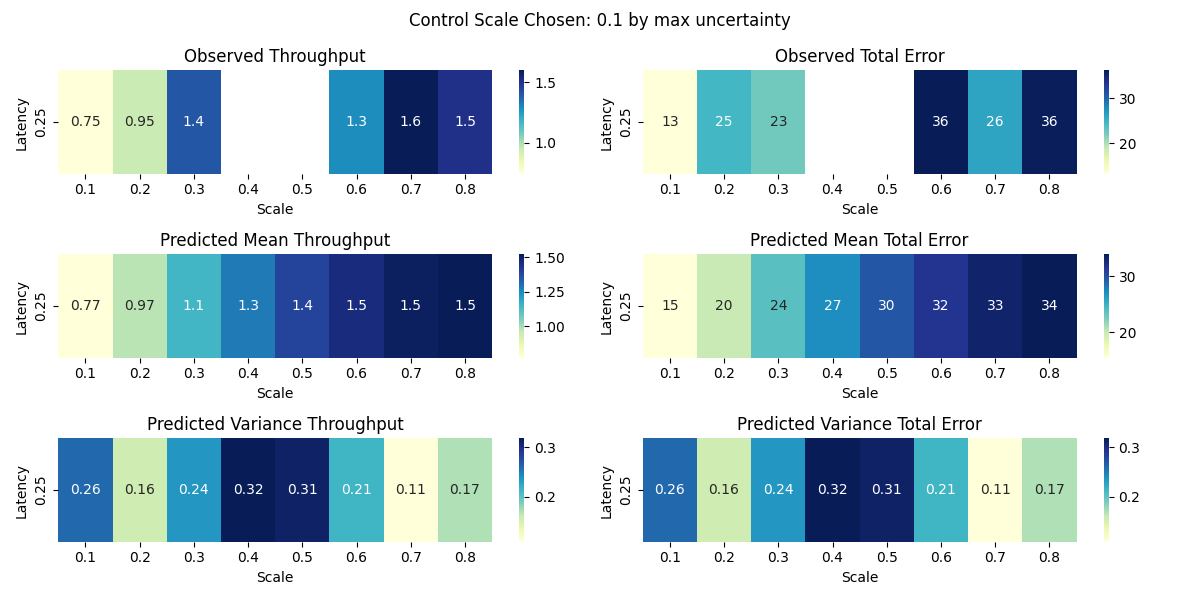 Control Scale Chosen: 0.1 by max uncertainty
Observed Throughput
Latency
0.25
0.75 0.95 1.4 1.3 1.6 1.5
0.1 0.2 0.3 0.4 0.5 0.6 0.7 0.8
Scale
1.5
1.0
Observed Total Error
Latency
0.25
13 25 23 36 26 36
0.1 0.2 0.3 0.4 0.5 0.6 0.7 0.8
Scale
30
20
Predicted Mean Throughput
Latency
0.25
0.77 0.97 1.1 1.3 1.4 1.5 1.5 1.5
0.1 0.2 0.3 0.4 0.5 0.6 0.7 0.8
Scale
1.50
1.25
1.00
Predicted Mean Total Error
Latency
0.25
15 20 24 27 30 32 33 34
0.1 0.2 0.3 0.4 0.5 0.6 0.7 0.8
Scale
30
20
Predicted Variance Throughput
Latency
0.25
0.26 0.16 0.24 0.32 0.31 0.21 0.11 0.17
0.1 0.2 0.3 0.4 0.5 0.6 0.7 0.8
Scale
0.3
0.2
Predicted Variance Total Error
Latency
0.25
0.26 0.16 0.24 0.32 0.31 0.21 0.11 0.17
0.1 0.2 0.3 0.4 0.5 0.6 0.7 0.8
Scale
0.3
0.2